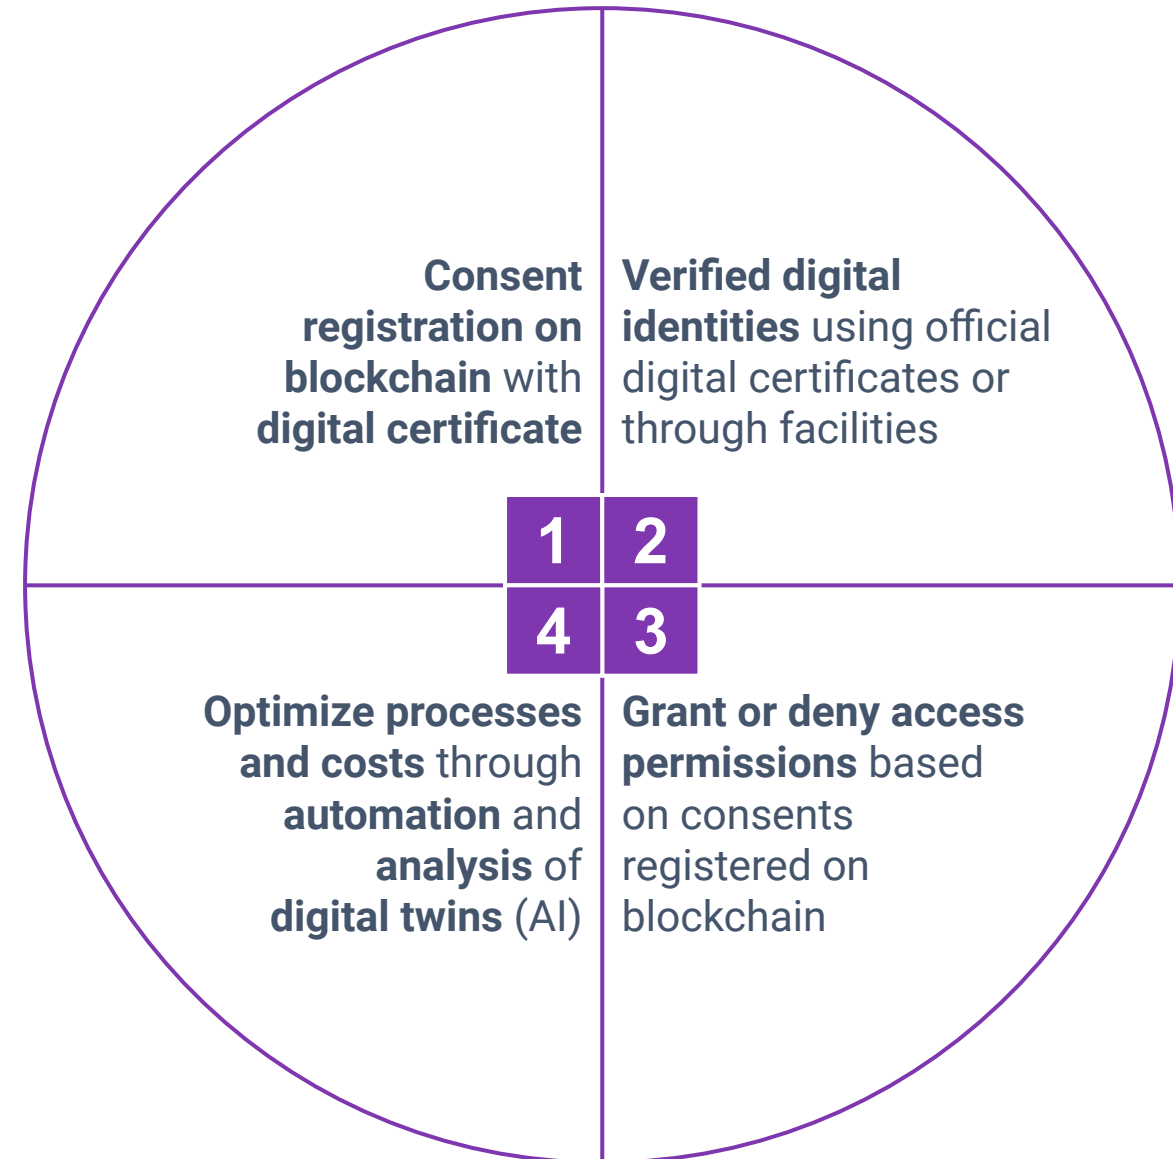 Consent
registration on
blockchain with
digital certificate
Verified digital
identities using official
digital certificates or
through facilities
1 2
4 3
Optimize processes
and costs through
automation and
analysis of
digital twins (AI)
Grant or deny access
permissions based
on consents
registered on
blockchain